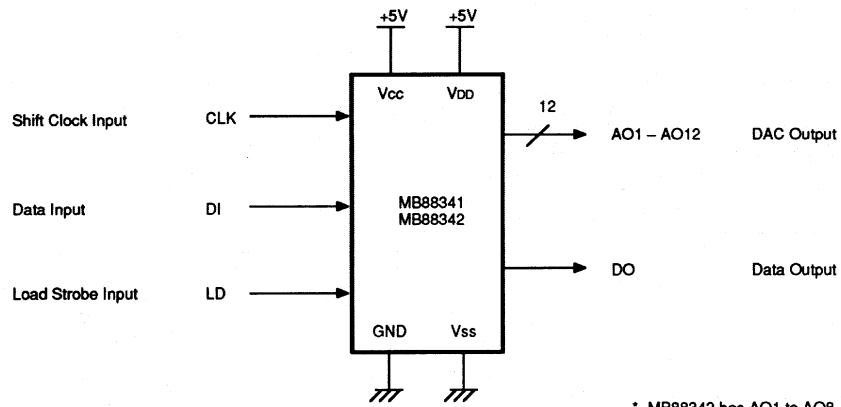 +5V +5V
Vcc VDD
12
Shift Clock Input CLK AO1 – AO12 DAC Output
Data Input DI MB88341
MB88342
DO Data Output
Load Strobe Input LD
GND Vss
* MB88342 has AO1 to AO8